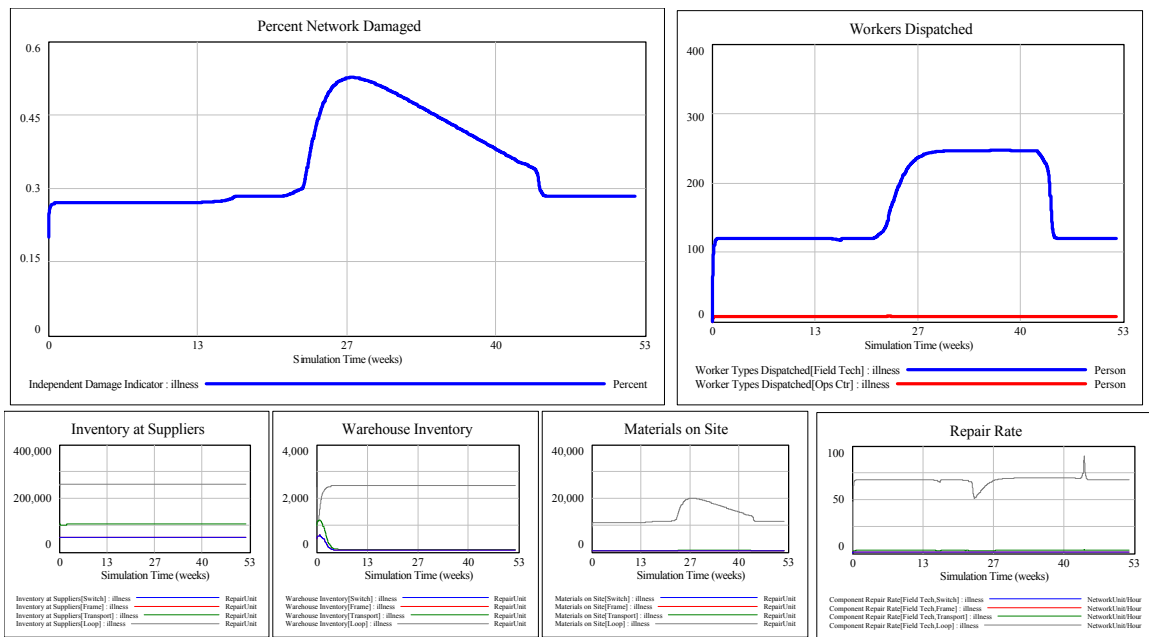 Percent Network Damaged
0.6
0.45
0.3
0.15
0
0 13 27 40 53
Simulation Time (weeks)
Independent Damage Indicator : illness Percent
Workers Dispatched
400
300
200
100
0
0 13 27 40 53
Simulation Time (weeks)
Worker Types Dispatched[Field Tech] : illness Person
Worker Types Dispatched[Ops Ctr] : illness Person
Inventory at Suppliers
400,000
200,000
0
0 13 27 40 53
Simulation Time (weeks)
Inventory at Suppliers[Switch] : illness RepairUnit
Inventory at Suppliers[Frame] : illness RepairUnit
Inventory at Suppliers[Transport] : illness RepairUnit
Inventory at Suppliers[Loop] : illness RepairUnit
Warehouse Inventory
4,000
2,000
0
0 13 27 40 53
Simulation Time (weeks)
Warehouse Inventory[Switch] : illness RepairUnit
Warehouse Inventory[Frame] : illness RepairUnit
Warehouse Inventory[Transport] : illness RepairUnit
Warehouse Inventory[Loop] : illness RepairUnit
Materials on Site
40,000
20,000
0
0 13 27 40 53
Simulation Time (weeks)
Materials on Site[Switch] : illness RepairUnit
Materials on Site[Frame] : illness RepairUnit
Materials on Site[Transport] : illness RepairUnit
Materials on Site[Loop] : illness RepairUnit
Repair Rate
100
50
0
0 13 27 40 53
Simulation Time (weeks)
Component Repair Rate[Field Tech,Switch] : illness NetworkUnit/Hour
Component Repair Rate[Field Tech,Frame] : illness NetworkUnit/Hour
Component Repair Rate[Field Tech,Transport] : illness NetworkUnit/Hour
Component Repair Rate[Field Tech,Loop] : illness NetworkUnit/Hour